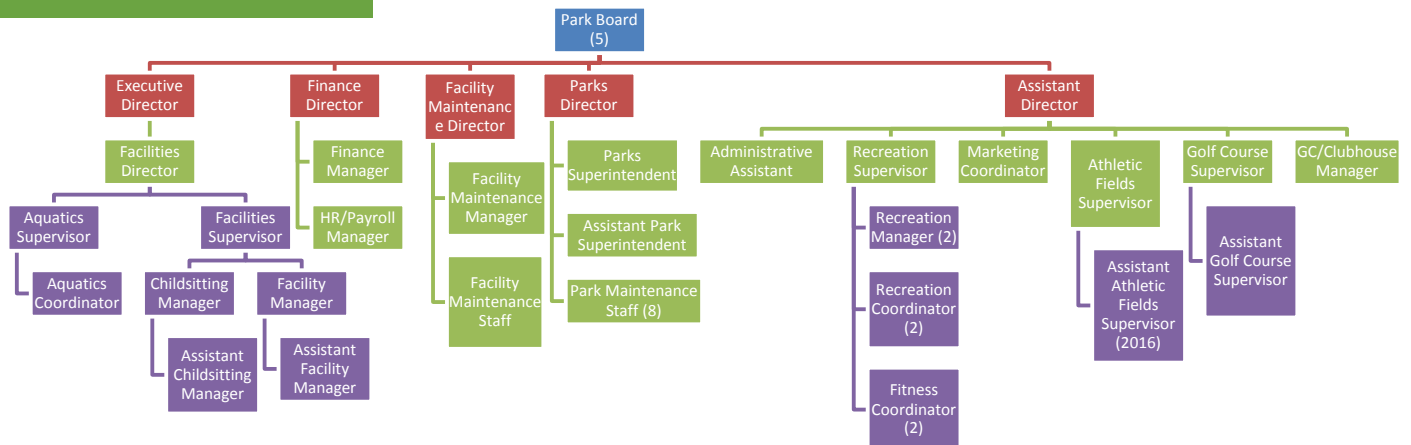 Park Board
(5)
Executive
Director
Finance
Director
Facility
Maintenanc
e Director
Parks
Director
Assistant
Director
Facilities
Director
Finance
Manager
HR/Payroll
Manager
Facility
Maintenance
Manager
Facility
Maintenance
Staff
Parks
Superintendent
Assistant Park
Superintendent
Park Maintenance
Staff (8)
Administrative
Assistant
Recreation
Supervisor
Marketing
Coordinator
Athletic
Fields
Supervisor
Golf Course
Supervisor
GC/Clubhouse
Manager
Aquatics
Supervisor
Facilities
Supervisor
Aquatics
Coordinator
Childsitting
Manager
Facility
Manager
Assistant
Childsitting
Manager
Assistant
Facility
Manager
Recreation
Manager (2)
Recreation
Coordinator
(2)
Fitness
Coordinator
(2)
Assistant
Athletic
Fields
Supervisor
(2016)
Assistant
Golf Course
Supervisor